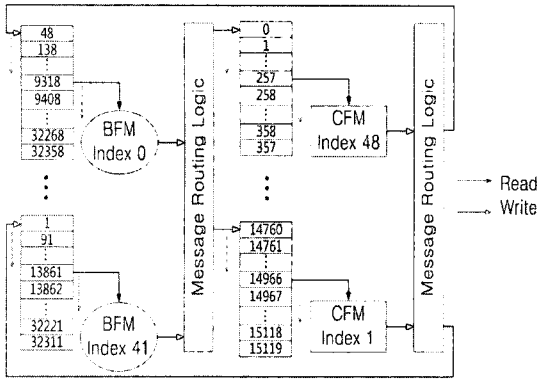 48
138
9318
9408
32268
32358
BFM
Index 0
1
91
13861
13862
32221
32311
BFM
Index 41
Message Routing Logic
0
1
257
258
358
357
CFM
Index 48
14760
14761
14966
14967
15118
15119
CFM
Index 1
Message Routing Logic
Read
Write